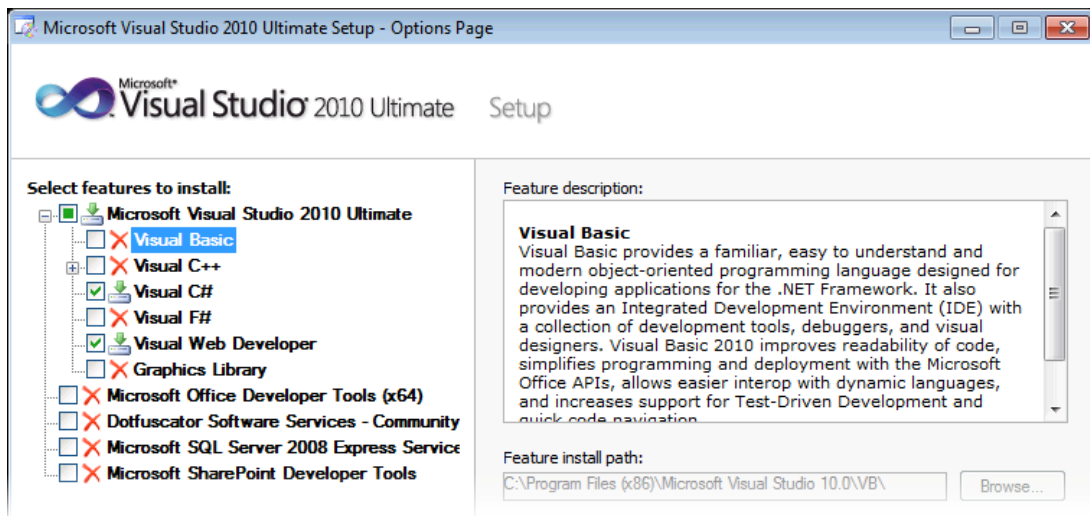 Microsoft Visual Studio 2010 Ultimate Setup - Options Page
Microsoft®
Visual Studio® 2010 Ultimate Setup
Select features to install:
Microsoft Visual Studio 2010 Ultimate
Visual Basic
Visual C++
Visual C#
Visual F#
Visual Web Developer
Graphics Library
Microsoft Office Developer Tools (x64)
Dotfuscator Software Services - Community
Microsoft SQL Server 2008 Express Service
Microsoft SharePoint Developer Tools
Feature description:
Visual Basic
Visual Basic provides a familiar, easy to understand and
modern object-oriented programming language designed for
developing applications for the .NET Framework. It also
provides an Integrated Development Environment (IDE) with
a collection of development tools, debuggers, and visual
designers. Visual Basic 2010 improves readability of code,
simplifies programming and deployment with the Microsoft
Office APIs, allows easier interop with dynamic languages,
and increases support for Test-Driven Development and
quick code navigation.
Feature install path:
C:\Program Files (x86)\Microsoft Visual Studio 10.0\VB\
Browse...